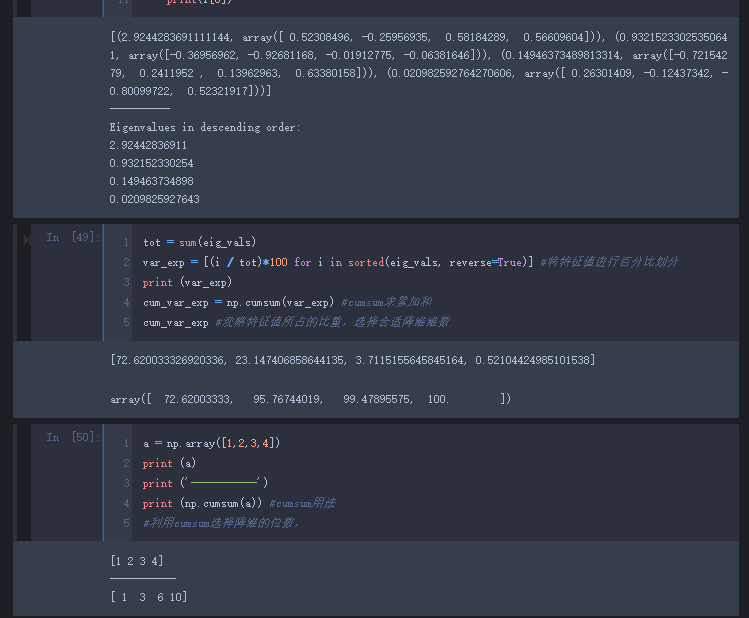 print(i[0])
[(2.9244283691111144, array([ 0.52308496, -0.25956935,  0.58184289,  0.56609604])), (0.9321523302535064
1, array([-0.36956962, -0.92681168, -0.01912775, -0.06381646])), (0.14946373489813314, array([-0.721542
79,  0.2411952 ,  0.13962963,  0.63380158])), (0.020982592764270606, array([ 0.26301409, -0.12437342, -
0.80099722,  0.52321917]))]
----------
Eigenvalues in descending order:
2.92442836911
0.932152330254
0.149463734898
0.0209825927643
In [49]:
1 tot = sum(eig_vals)
2 var_exp = [(i / tot)*100 for i in sorted(eig_vals, reverse=True)] #将特征值进行百分比划分
3 print (var_exp)
4 cum_var_exp = np.cumsum(var_exp) #cumsum求累加和
5 cum_var_exp #观察特征值所占的比重，选择合适降维维数
[72.620033326920336, 23.147406858644135, 3.7115155645845164, 0.52104424985101538]
array([  72.62003333,   95.76744019,   99.47895575,  100.        ])
In [50]:
1 a = np.array([1,2,3,4])
2 print (a)
3 print ('-----------')
4 print (np.cumsum(a)) #cumsum用法
5 #利用cumsum选择降维的位数，
[1 2 3 4]
-----------
[ 1  3  6 10]